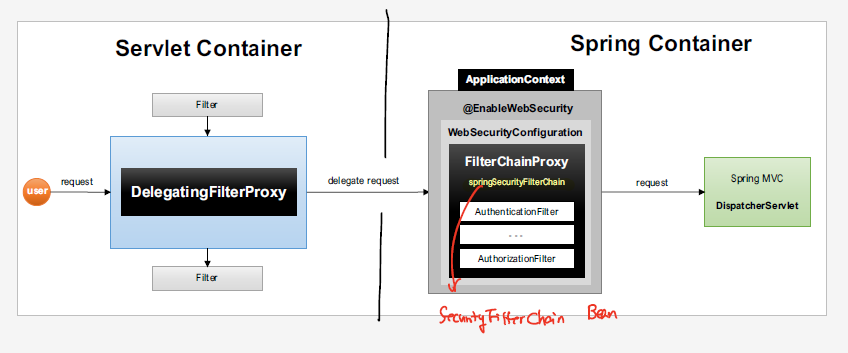 Servlet Container
Spring Container
ApplicationContext
@EnableWebSecurity
WebSecurityConfiguration
Filter
FilterChainProxy
springSecurityFilterChain
user
request
DelegatingFilterProxy
delegate request
AuthenticationFilter
...
AuthorizationFilter
request
Spring MVC
DispatcherServlet
Filter
SecurityFilterChain Bean